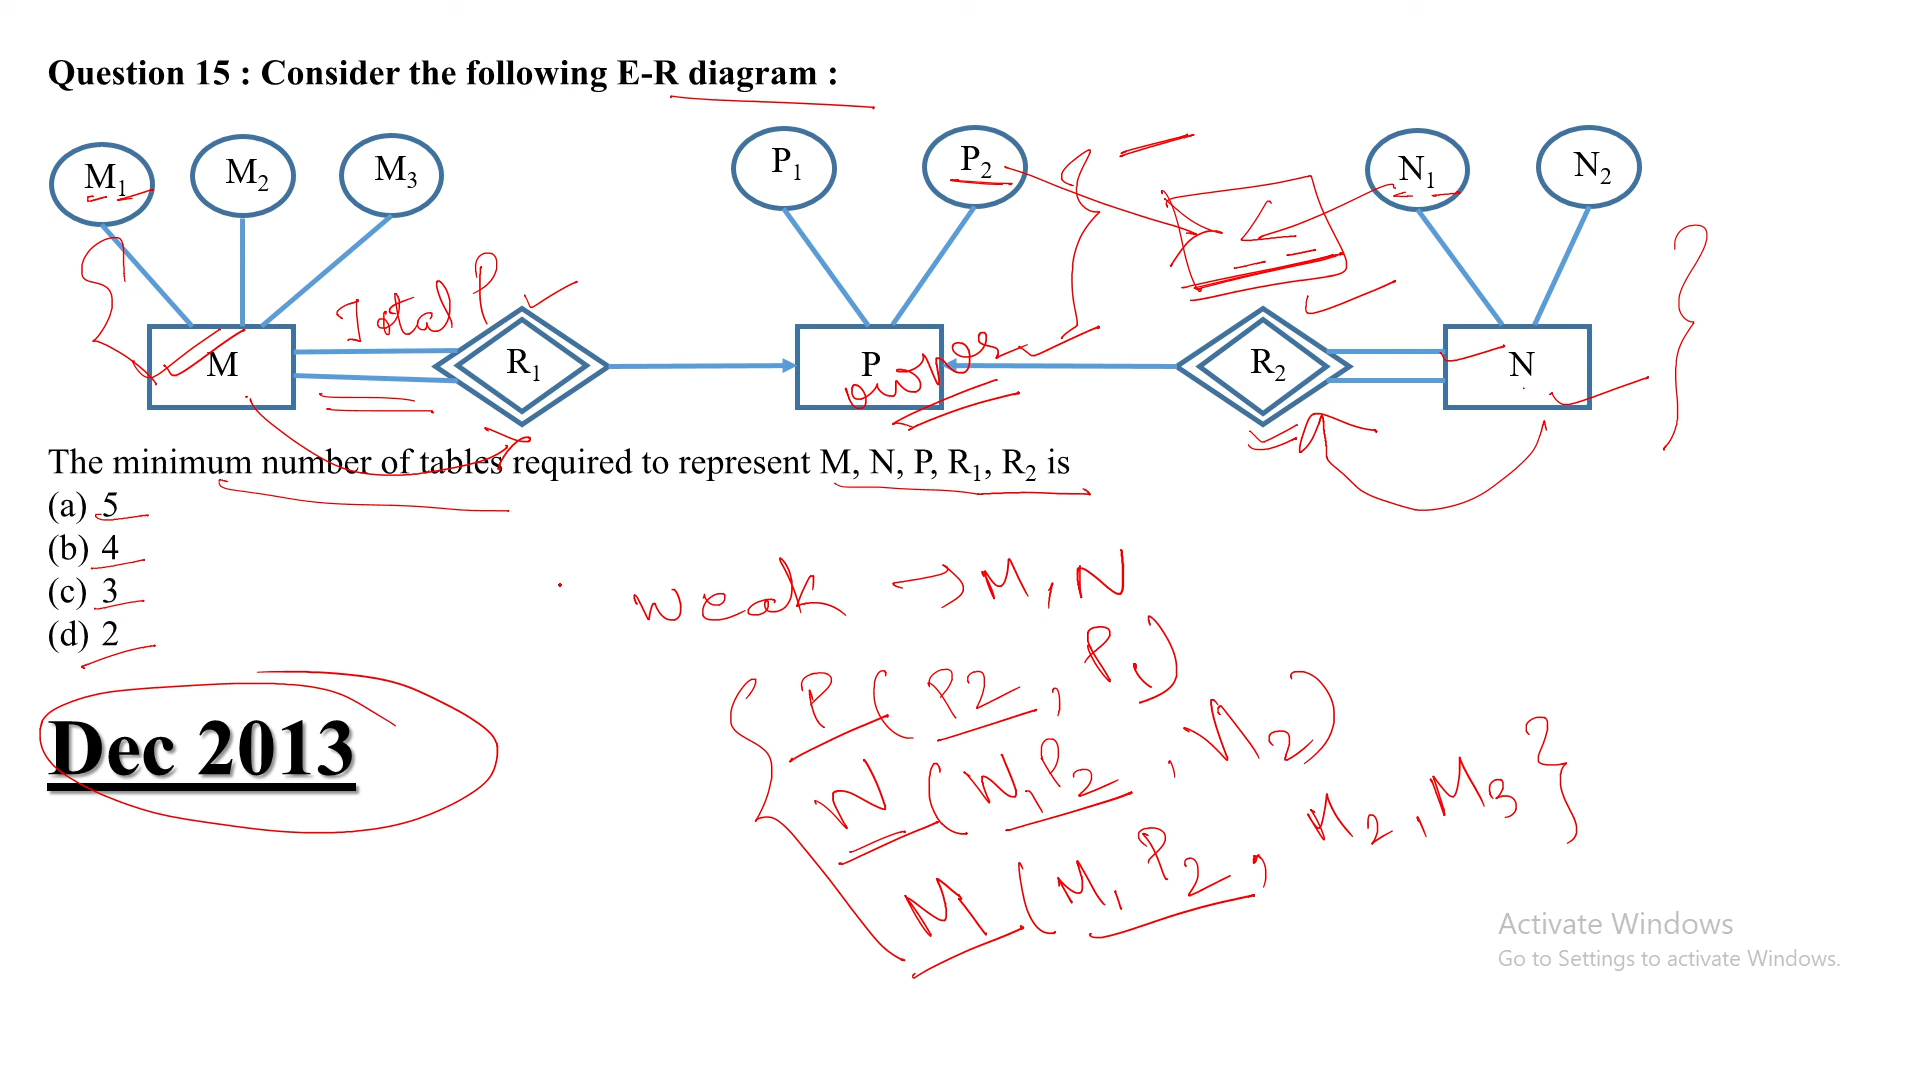 Question 15 : Consider the following E-R diagram :
M₁ M₂ M₃ P₁ P₂ N₁ N₂
Total P
M R₁ P R₂ N
owner
The minimum number of tables required to represent M, N, P, R₁, R₂ is
(a) 5
(b) 4
(c) 3
(d) 2
weak → M, N
P ( P2, P₁ )
N ( N₁ P₂, N₂ )
M ( M₁ P₂, M₂, M₃ }
Dec 2013
Activate Windows
Go to Settings to activate Windows.